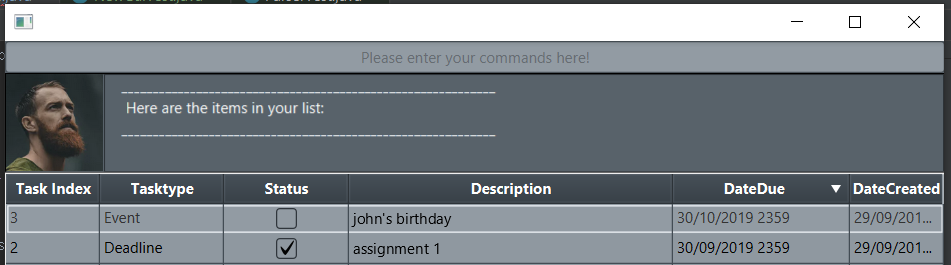 Please enter your commands here!
____________________________________________________________
Here are the items in your list:
____________________________________________________________
Task Index Tasktype Status Description DateDue DateCreated
3 Event john's birthday 30/10/2019 2359 29/09/201...
2 Deadline assignment 1 30/09/2019 2359 29/09/201...